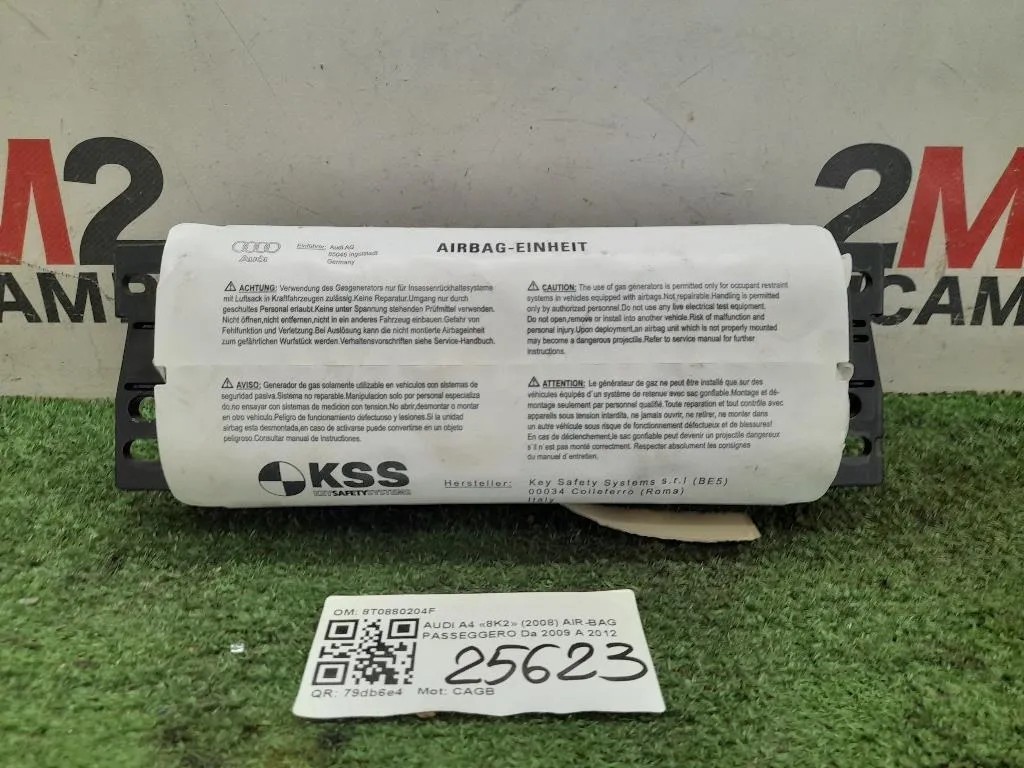 M2
CAM
2M
CAM
Audi
Einführer: Audi AG
85045 Ingolstadt
Germany
AIRBAG-EINHEIT
ACHTUNG: Verwendung des Gasgenerators nur für Insassenrückhaltesysteme
mit Luftsack in Kraftfahrzeugen zulässig.Keine Reparatur.Umgang nur durch
geschultes Personal erlaubt.Keine unter Spannung stehenden Prüfmittel verwenden.
Nicht öffnen,nicht entfernen,nicht in ein anderes Fahrzeug einbauen.Gefahr von
Fehlfunktion und Verletzung.Bei Auslösung kann die nicht montierte Airbageinheit
zum gefährlichen Wurfstück werden.Verhaltensvorschriften siehe Service-Handbuch.
CAUTION: The use of gas generators is permitted only for occupant restraint
systems in vehicles equipped with airbags.Not repairable.Handling is permitted
only by authorized personnel.Do not use any live electrical test equipment.
Do not open,remove or install into another vehicle.Risk of malfunction and
personal injury.Upon deployment,an airbag unit which is not properly mounted
may become a dangerous projectile.Refer to service manual for further
instructions.
AVISO: Generador de gas solamente utilizable en vehículos con sistemas de
seguridad pasiva.Sistema no reparable.Manipulacion solo por personal especializa
do,no ensayar con sistemas de medicion con tension.No abrir,desmontar o montar
en otro vehículo.Peligro de funcionamiento defectuoso y lesiones.Si la unidad
airbag esta desmontada,en caso de activarse puede convertirse en un objeto
peligroso.Consultar manual de instructiones.
ATTENTION: Le générateur de gaz ne peut être installé que aur des
véhicules équipés d´un système de retenue avec sac gonflable.Montage et dé-
montage seulement par personnel qualifié.Toute reparation et tout contrôle avec
appareils sous tension interdits, ne jamais ouvrir, ne retirer, ne monter dans
un autre véhicule sous risque de fonctionnement défectueux et de blessures!
En cas de déclenchement,le sac gonflable peut devenir un projectile dangereux
s´il n´est pas monté correctement. Respecter absolument les consignés
du manuel d´entretien.
KSS
KEYSAFETYSYSTEMS
Hersteller: Key Safety Systems s.r.l (BE5)
00034 Colleferro (Roma)
Italy
OM: 8T0880204F
AUDI A4 «8K2» (2008) AIR-BAG
PASSEGGERO Da 2009 A 2012
25623
QR: 79db6e4 Mot: CAGB